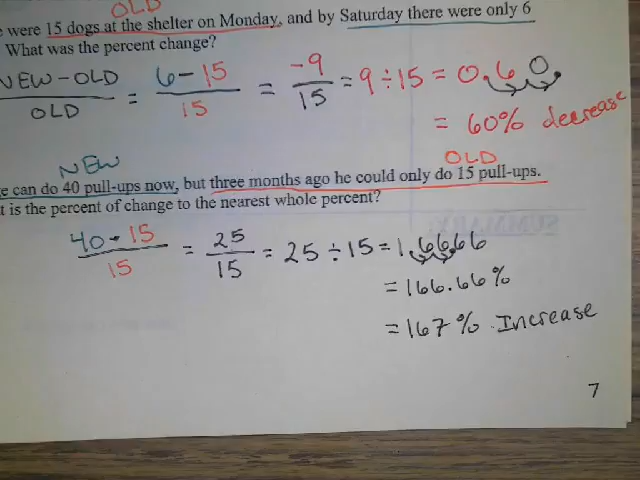 OLD
e were 15 dogs at the shelter on Monday, and by Saturday there were only 6
What was the percent change?
NEW - OLD / OLD = 6 - 15 / 15 = -9 / 15 = 9 ÷ 15 = 0.60
= 60% decrease
NEW OLD
e can do 40 pull-ups now, but three months ago he could only do 15 pull-ups.
t is the percent of change to the nearest whole percent?
40 - 15 / 15 = 25 / 15 = 25 ÷ 15 = 1.6666
= 166.66%
= 167% Increase
7